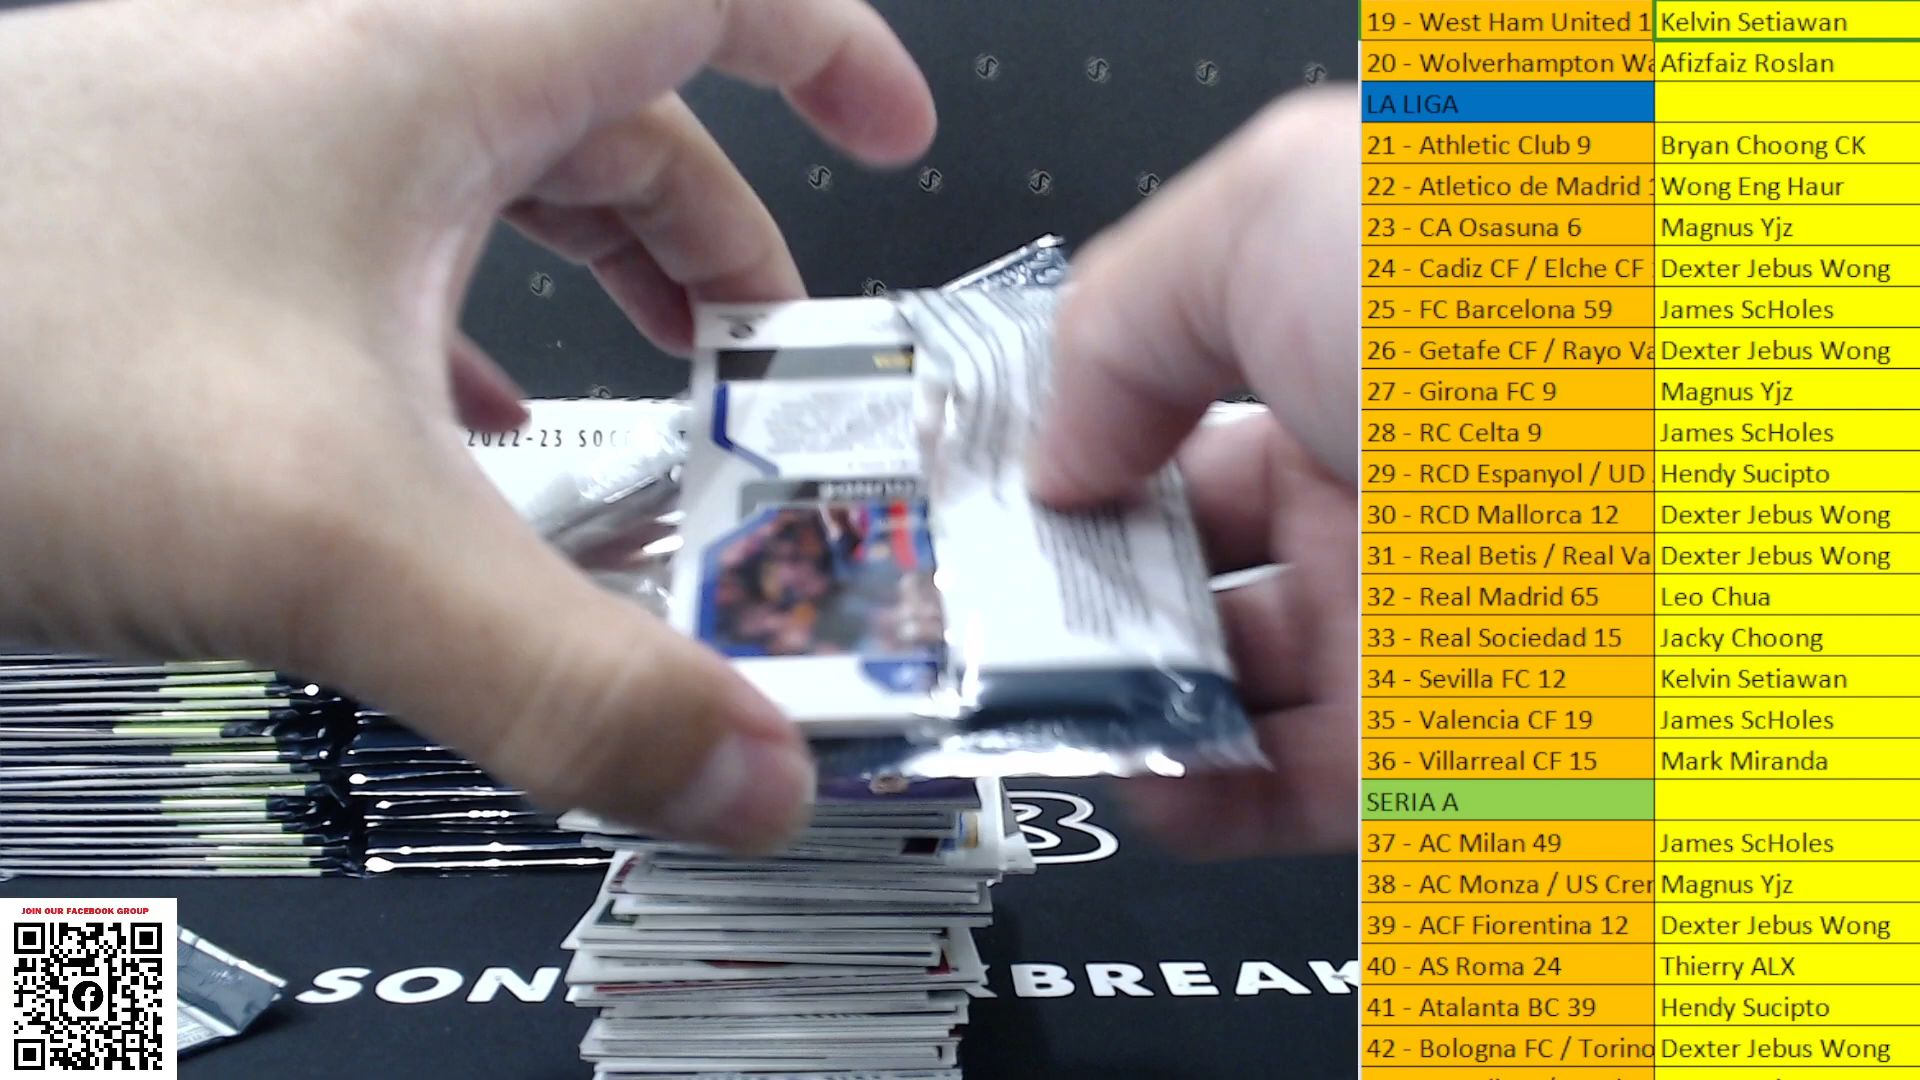 19 - West Ham United 1 Kelvin Setiawan
20 - Wolverhampton Wa Afizfaiz Roslan
LA LIGA
21 - Athletic Club 9 Bryan Choong CK
22 - Atletico de Madrid 1 Wong Eng Haur
23 - CA Osasuna 6 Magnus Yjz
24 - Cadiz CF / Elche CF Dexter Jebus Wong
25 - FC Barcelona 59 James ScHoles
26 - Getafe CF / Rayo Va Dexter Jebus Wong
27 - Girona FC 9 Magnus Yjz
28 - RC Celta 9 James ScHoles
29 - RCD Espanyol / UD Hendy Sucipto
30 - RCD Mallorca 12 Dexter Jebus Wong
31 - Real Betis / Real Va Dexter Jebus Wong
32 - Real Madrid 65 Leo Chua
33 - Real Sociedad 15 Jacky Choong
34 - Sevilla FC 12 Kelvin Setiawan
35 - Valencia CF 19 James ScHoles
36 - Villarreal CF 15 Mark Miranda
SERIA A
37 - AC Milan 49 James ScHoles
38 - AC Monza / US Crer Magnus Yjz
39 - ACF Fiorentina 12 Dexter Jebus Wong
40 - AS Roma 24 Thierry ALX
41 - Atalanta BC 39 Hendy Sucipto
42 - Bologna FC / Torino Dexter Jebus Wong
2022-23 SOC
JOIN OUR FACEBOOK GROUP
SON
BREAK